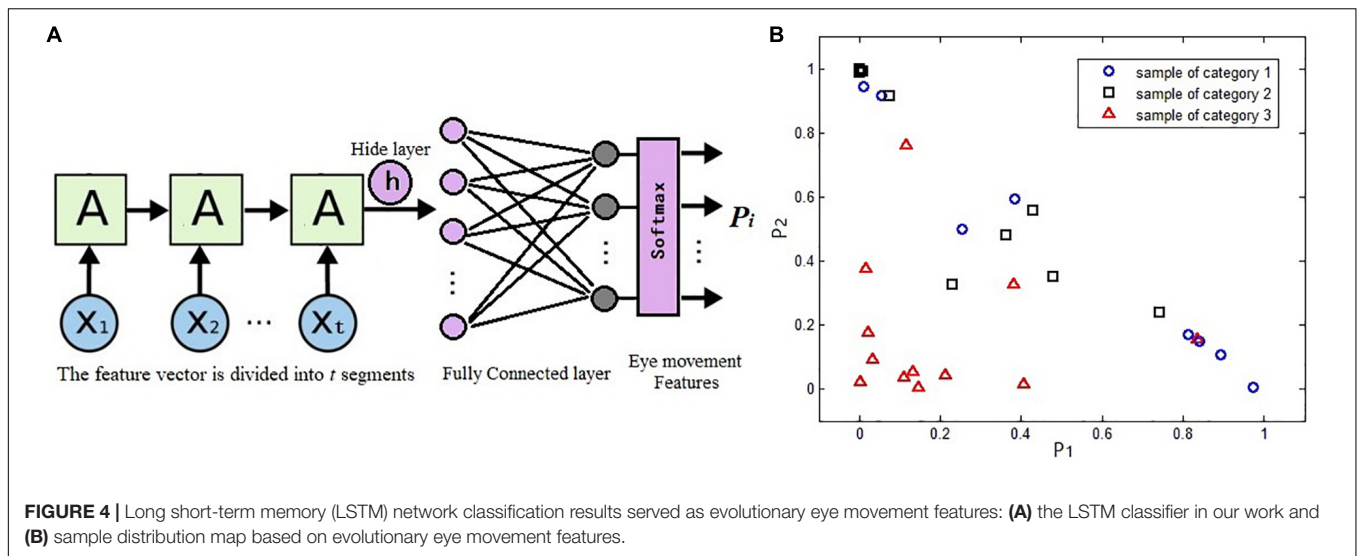 A
Hide layer
h
A A A
X1 X2 ... Xt
The feature vector is divided into t segments
Fully Connected layer
Softmax
Pi
Eye movement
Features
B
sample of category 1
sample of category 2
sample of category 3
P2
1
0.8
0.6
0.4
0.2
0
0 0.2 0.4 0.6 0.8 1
P1
FIGURE 4 | Long short-term memory (LSTM) network classification results served as evolutionary eye movement features: (A) the LSTM classifier in our work and
(B) sample distribution map based on evolutionary eye movement features.